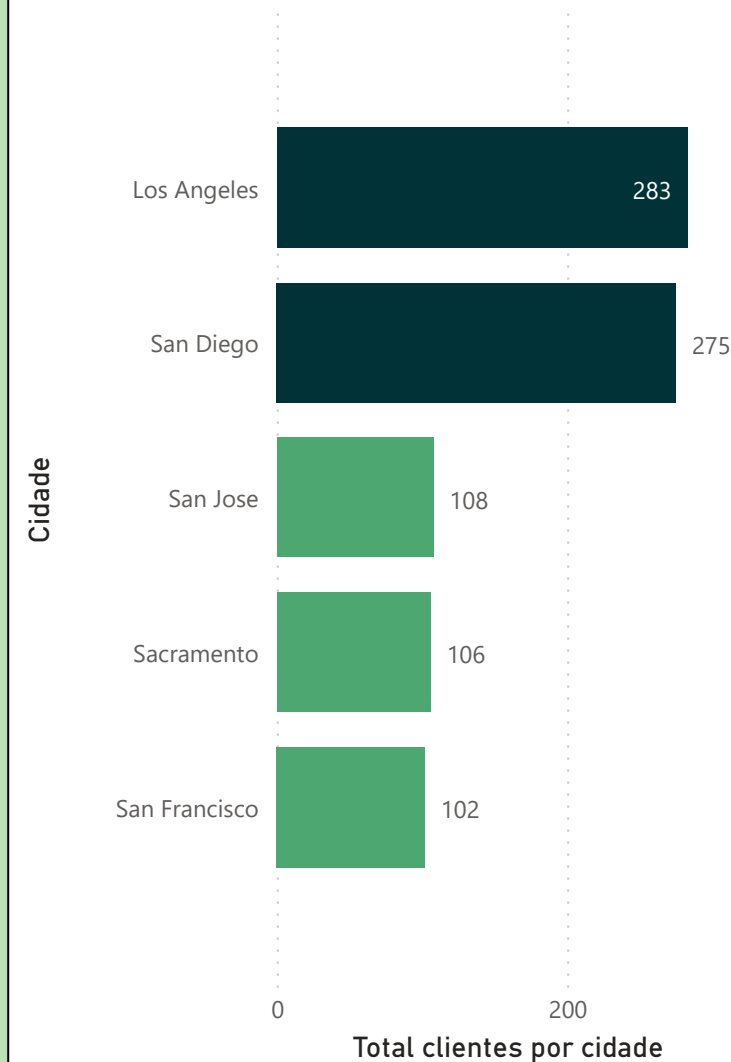 Cidade
Los Angeles
283
San Diego
275
San Jose
108
Sacramento
106
San Francisco
102
0
200
Total clientes por cidade